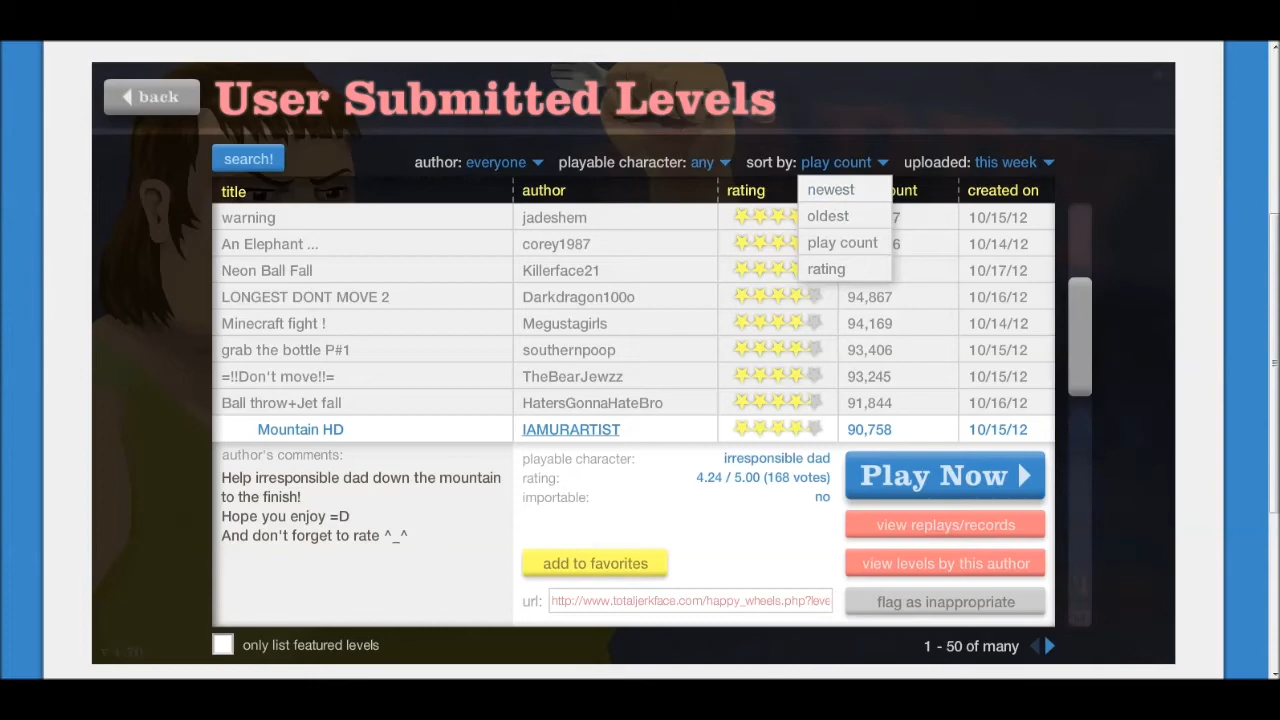 back
User Submitted Levels
search!
author: everyone playable character: any sort by: play count uploaded: this week
title author rating ount created on
newest
oldest
play count
rating
warning jadeshem 7 10/15/12
An Elephant ... corey1987 6 10/14/12
Neon Ball Fall Killerface21 10/17/12
LONGEST DONT MOVE 2 Darkdragon100o 94,867 10/16/12
Minecraft fight ! Megustagirls 94,169 10/14/12
grab the bottle P#1 southernpoop 93,406 10/15/12
=!!Don't move!!= TheBearJewzz 93,245 10/15/12
Ball throw+Jet fall HatersGonnaHateBro 91,844 10/16/12
Mountain HD IAMURARTIST 90,758 10/15/12
author's comments:
Help irresponsible dad down the mountain
to the finish!
Hope you enjoy =D
And don't forget to rate ^_^
playable character: irresponsible dad
rating: 4.24 / 5.00 (168 votes)
importable: no
add to favorites
url: http://www.totaljerkface.com/happy_wheels.php?leve
Play Now
view replays/records
view levels by this author
flag as inappropriate
only list featured levels
1 - 50 of many